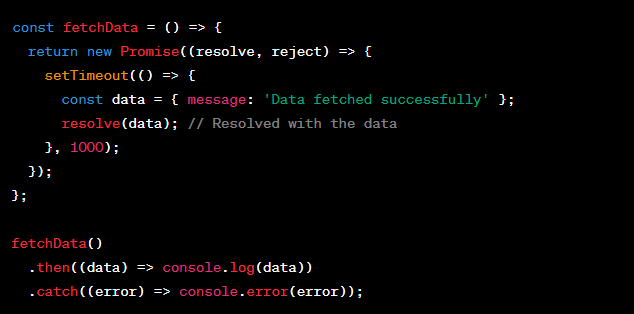 const fetchData = () => {
  return new Promise((resolve, reject) => {
    setTimeout(() => {
      const data = { message: 'Data fetched successfully' };
      resolve(data); // Resolved with the data
    }, 1000);
  });
};

fetchData()
  .then((data) => console.log(data))
  .catch((error) => console.error(error));